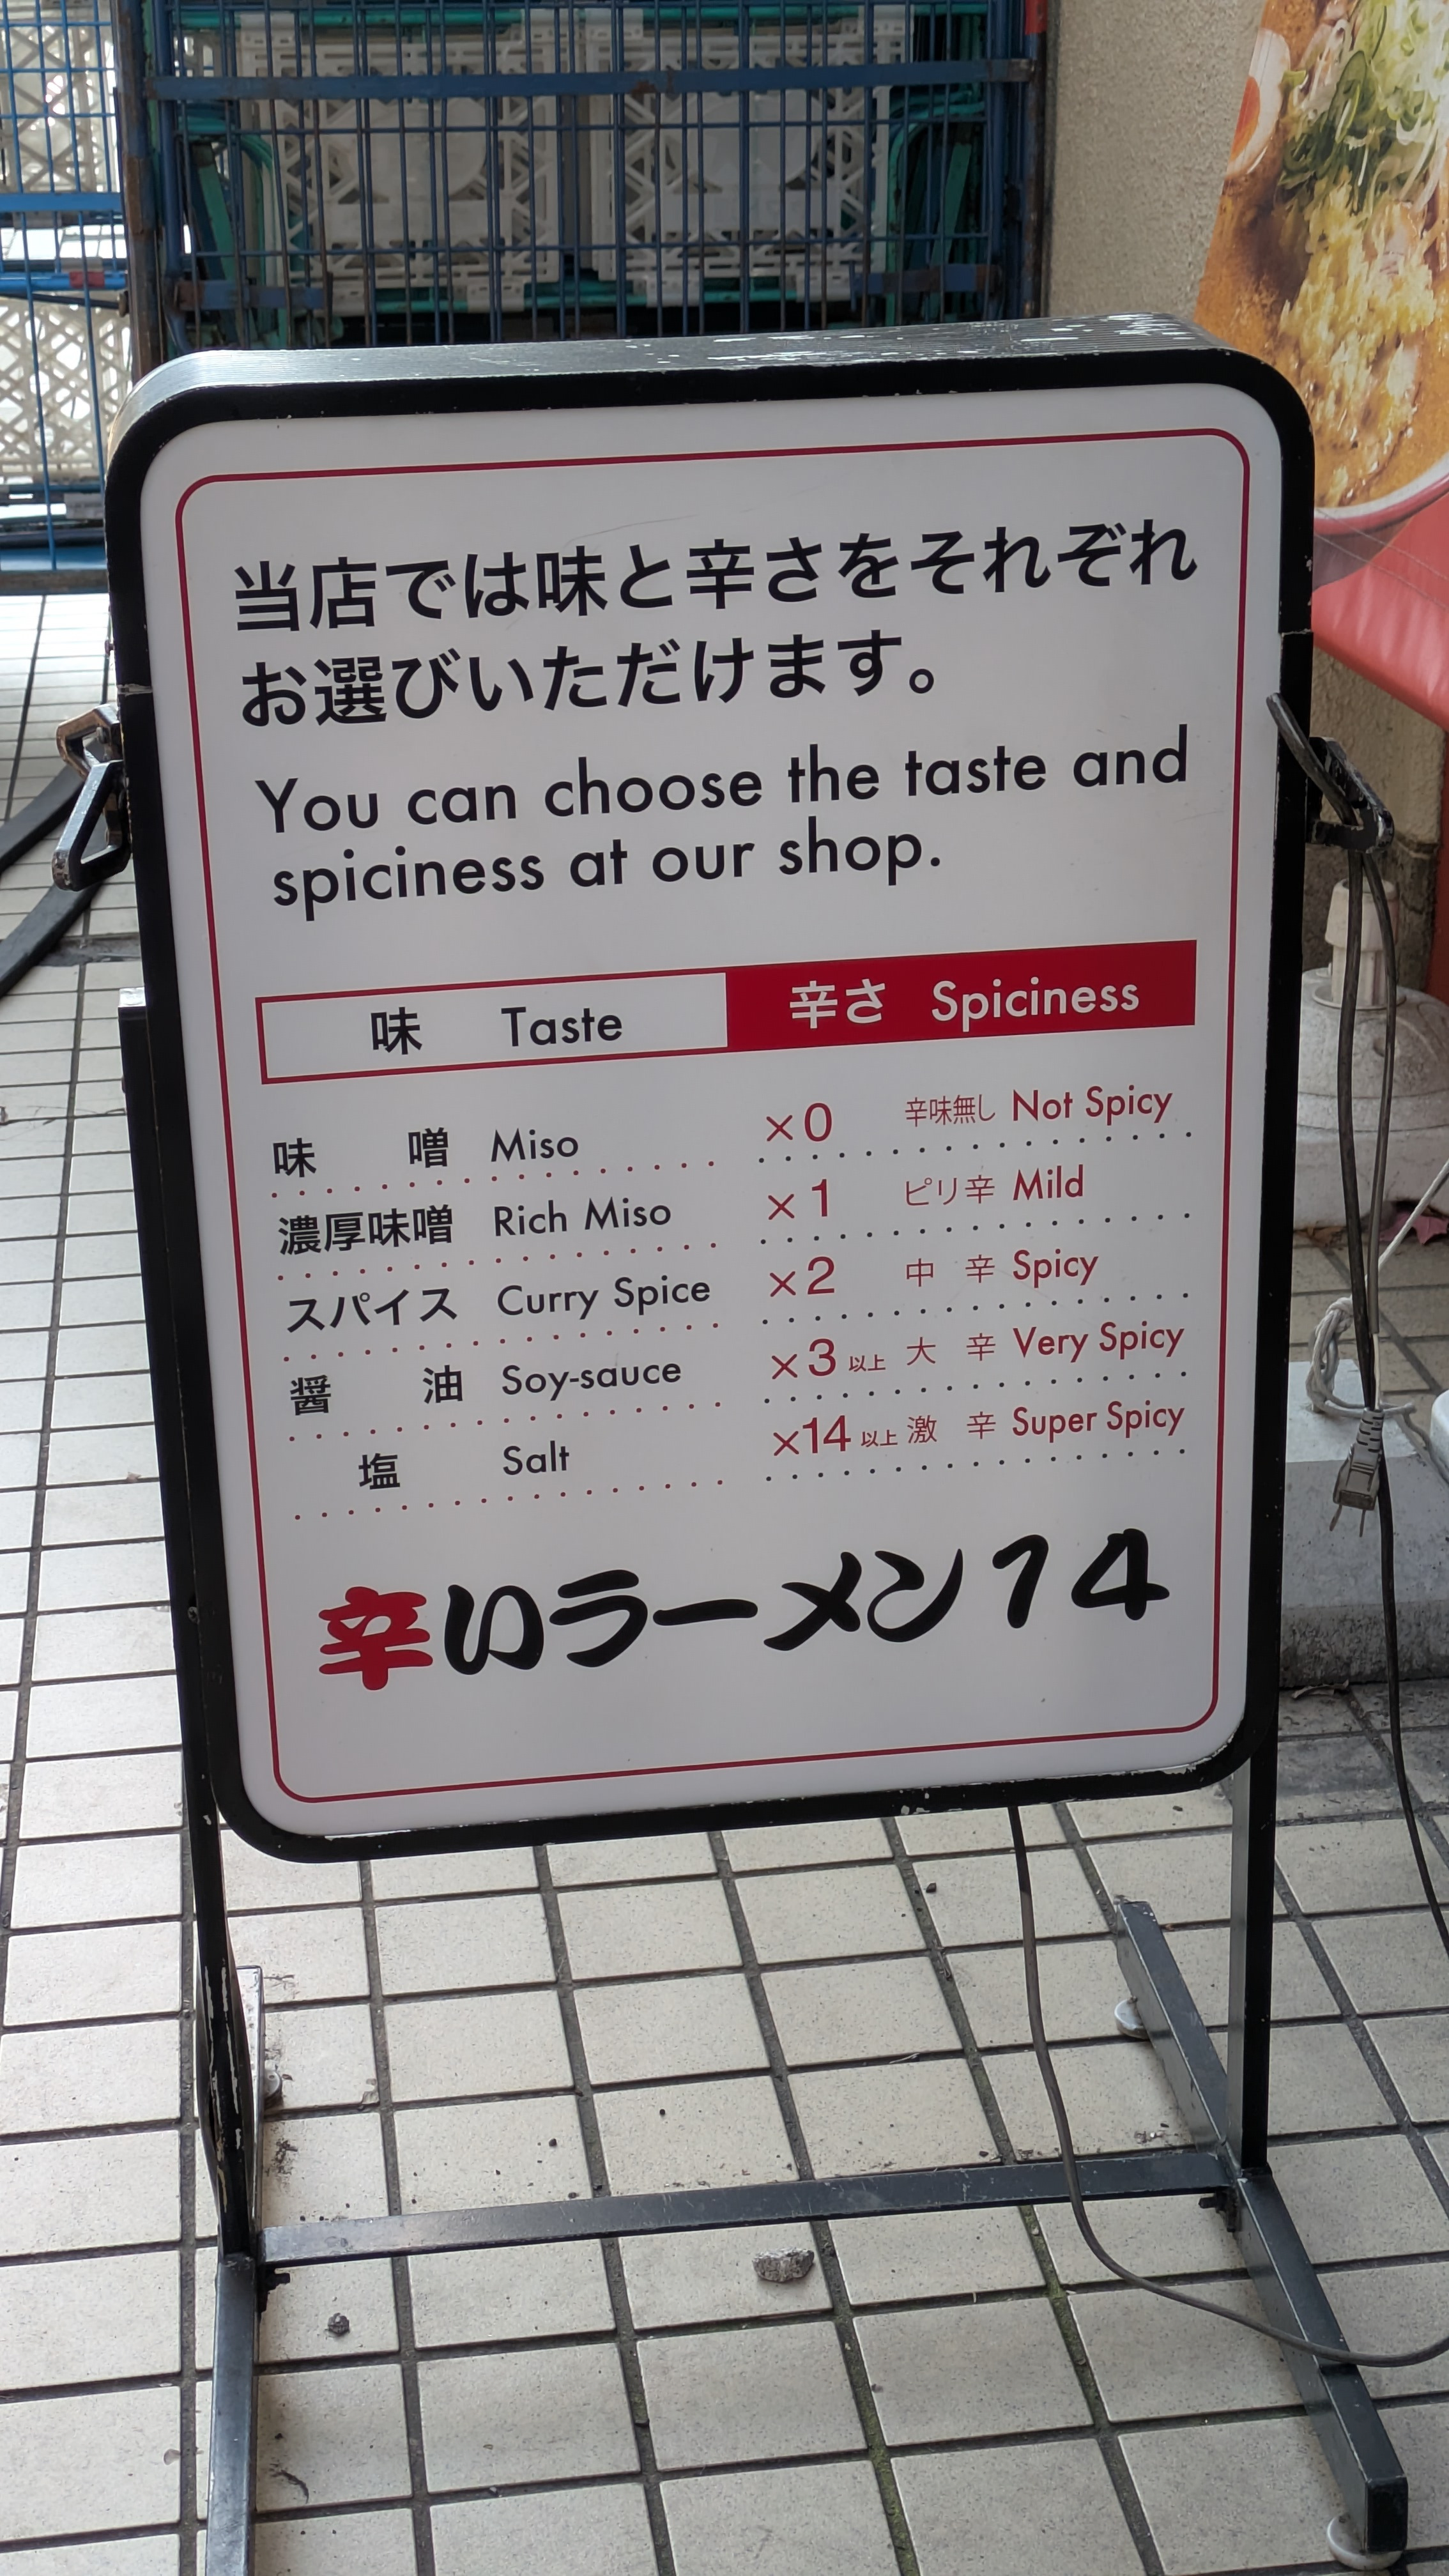 当店では味と辛さをそれぞれ
お選びいただけます。
You can choose the taste and
spiciness at our shop.
味 Taste 辛さ Spiciness
味噌 Miso ×0 辛味無し Not Spicy
濃厚味噌 Rich Miso ×1 ピリ辛 Mild
スパイス Curry Spice ×2 中辛 Spicy
醤油 Soy-sauce ×3以上 大辛 Very Spicy
塩 Salt ×14以上 激辛 Super Spicy
辛いラーメン14